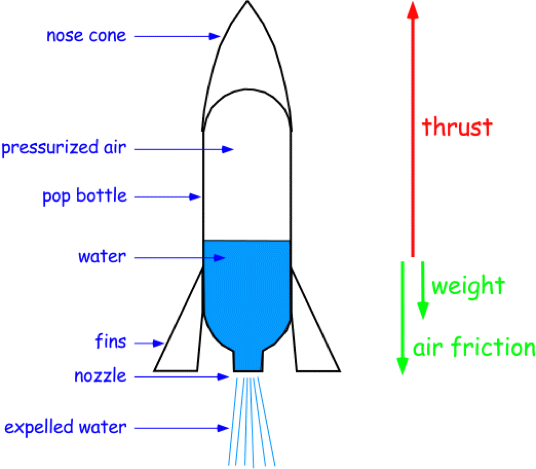 nose cone
thrust
pressurized air
pop bottle
water
weight
fins
air friction
nozzle
expelled water